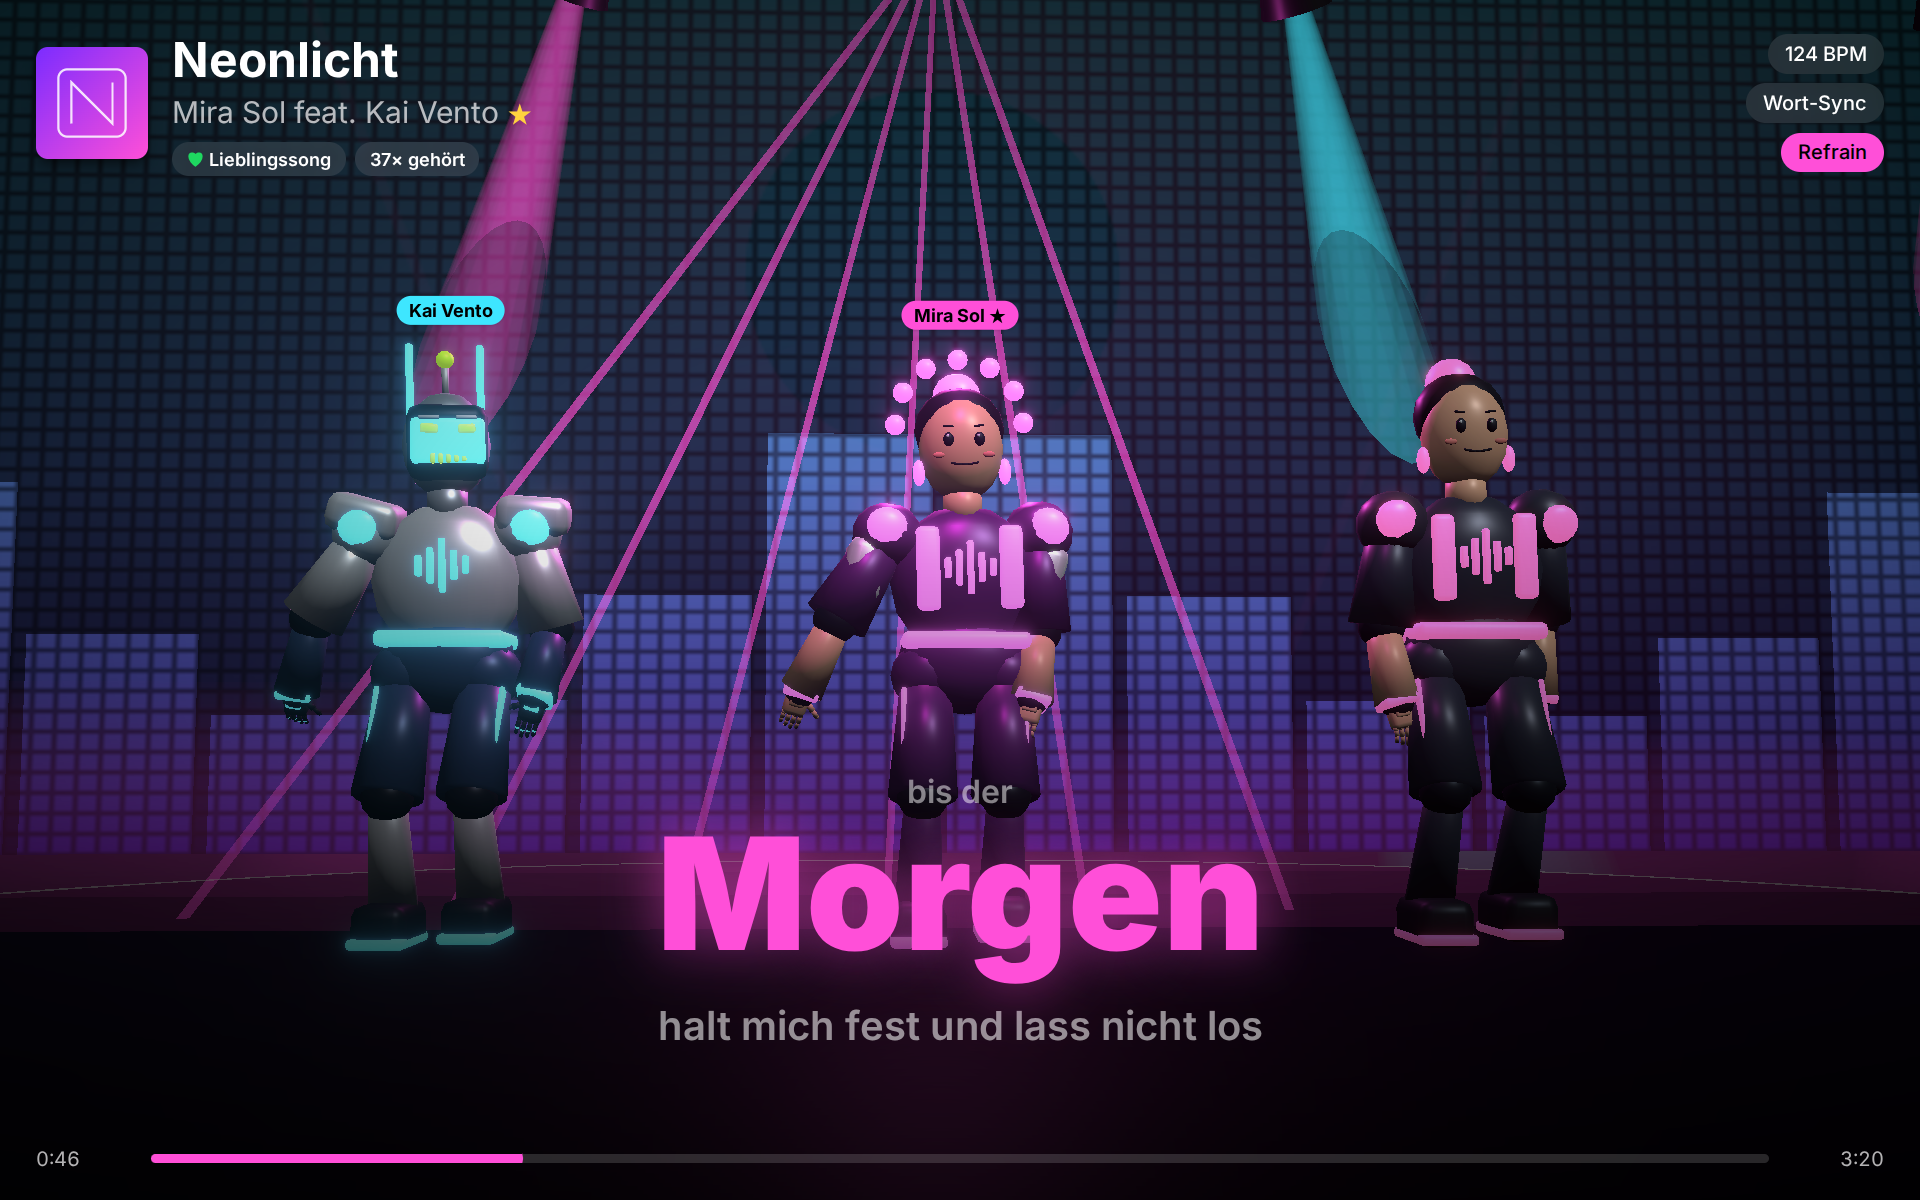 N
Neonlicht
Mira Sol feat. Kai Vento ★
Lieblingssong
37× gehört
124 BPM
Wort-Sync
Refrain
Kai Vento
Mira Sol ★
bis der
Morgen
halt mich fest und lass nicht los
0:46
3:20